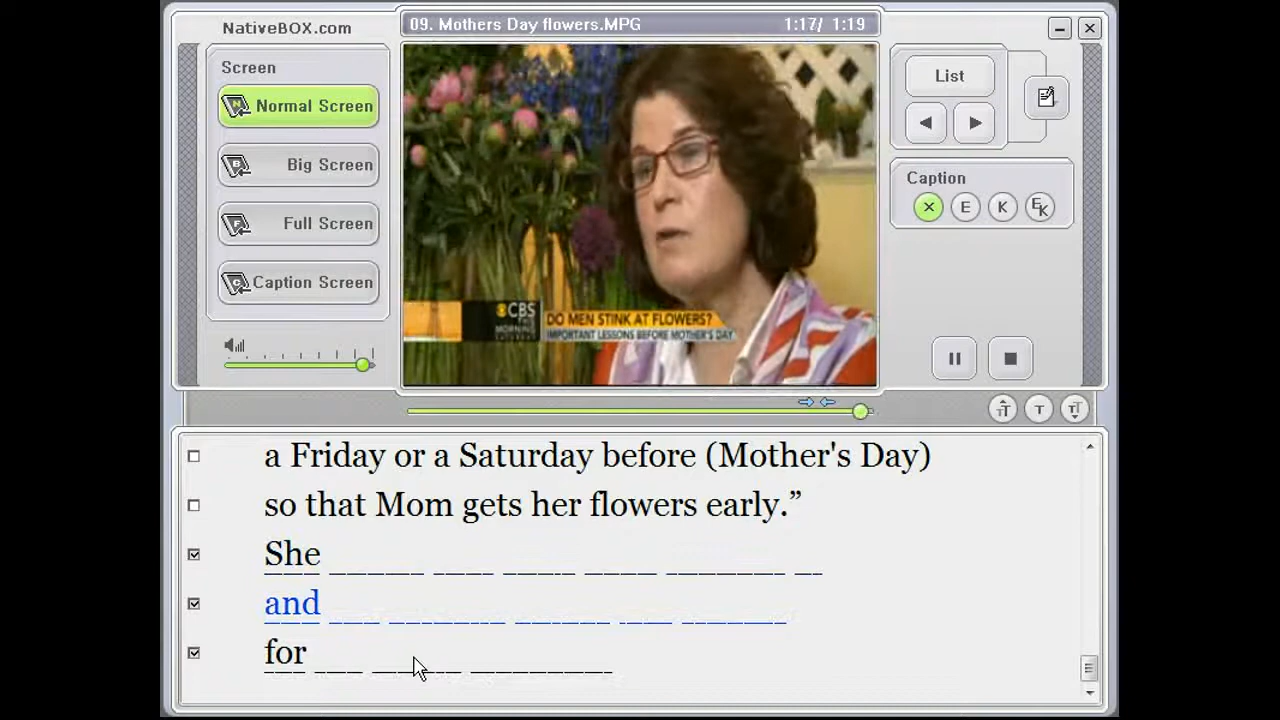 NativeBOX.com
09. Mothers Day flowers.MPG 1:17/ 1:19
Screen
Normal Screen
Big Screen
Full Screen
Caption Screen
List
Caption
X E K EK
CBS
THIS
MORNING
DO MEN STINK AT FLOWERS?
IMPORTANT LESSONS BEFORE MOTHER'S DAY
T T T
a Friday or a Saturday before (Mother's Day)
so that Mom gets her flowers early.”
She
and
for